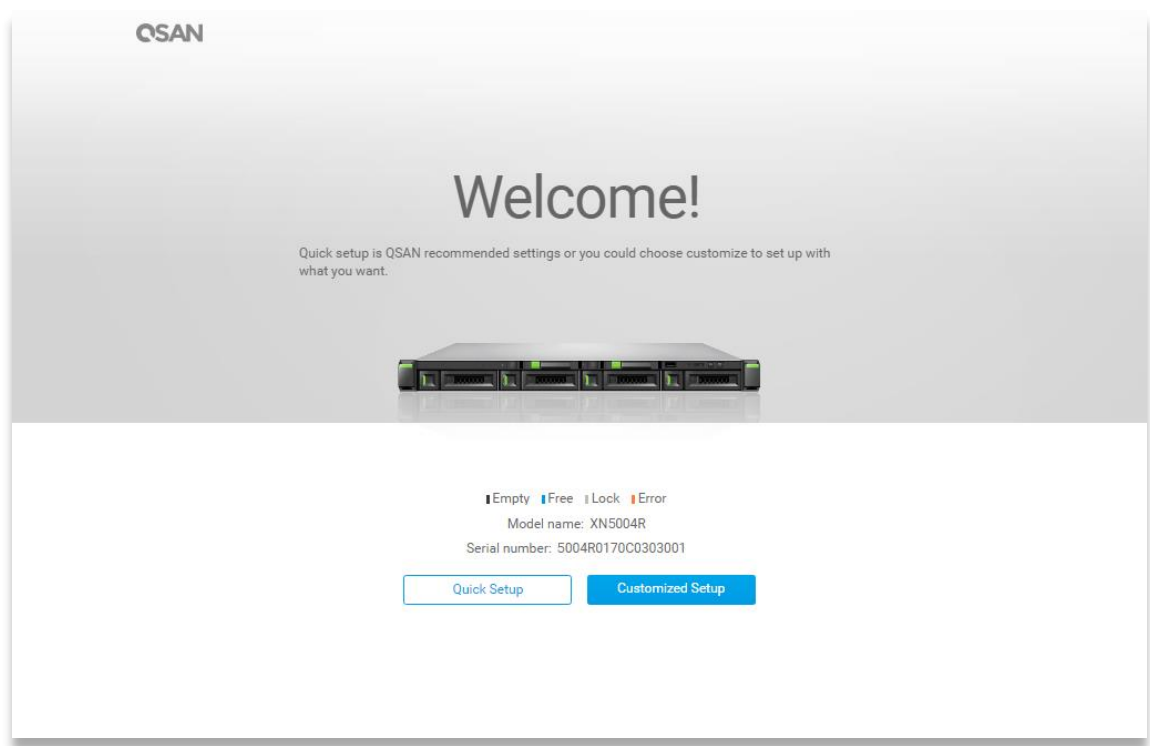 QSAN
Welcome!
Quick setup is QSAN recommended settings or you could choose customize to set up with
what you want.
Empty Free Lock Error
Model name: XN5004R
Serial number: 5004R0170C0303001
Quick Setup Customized Setup